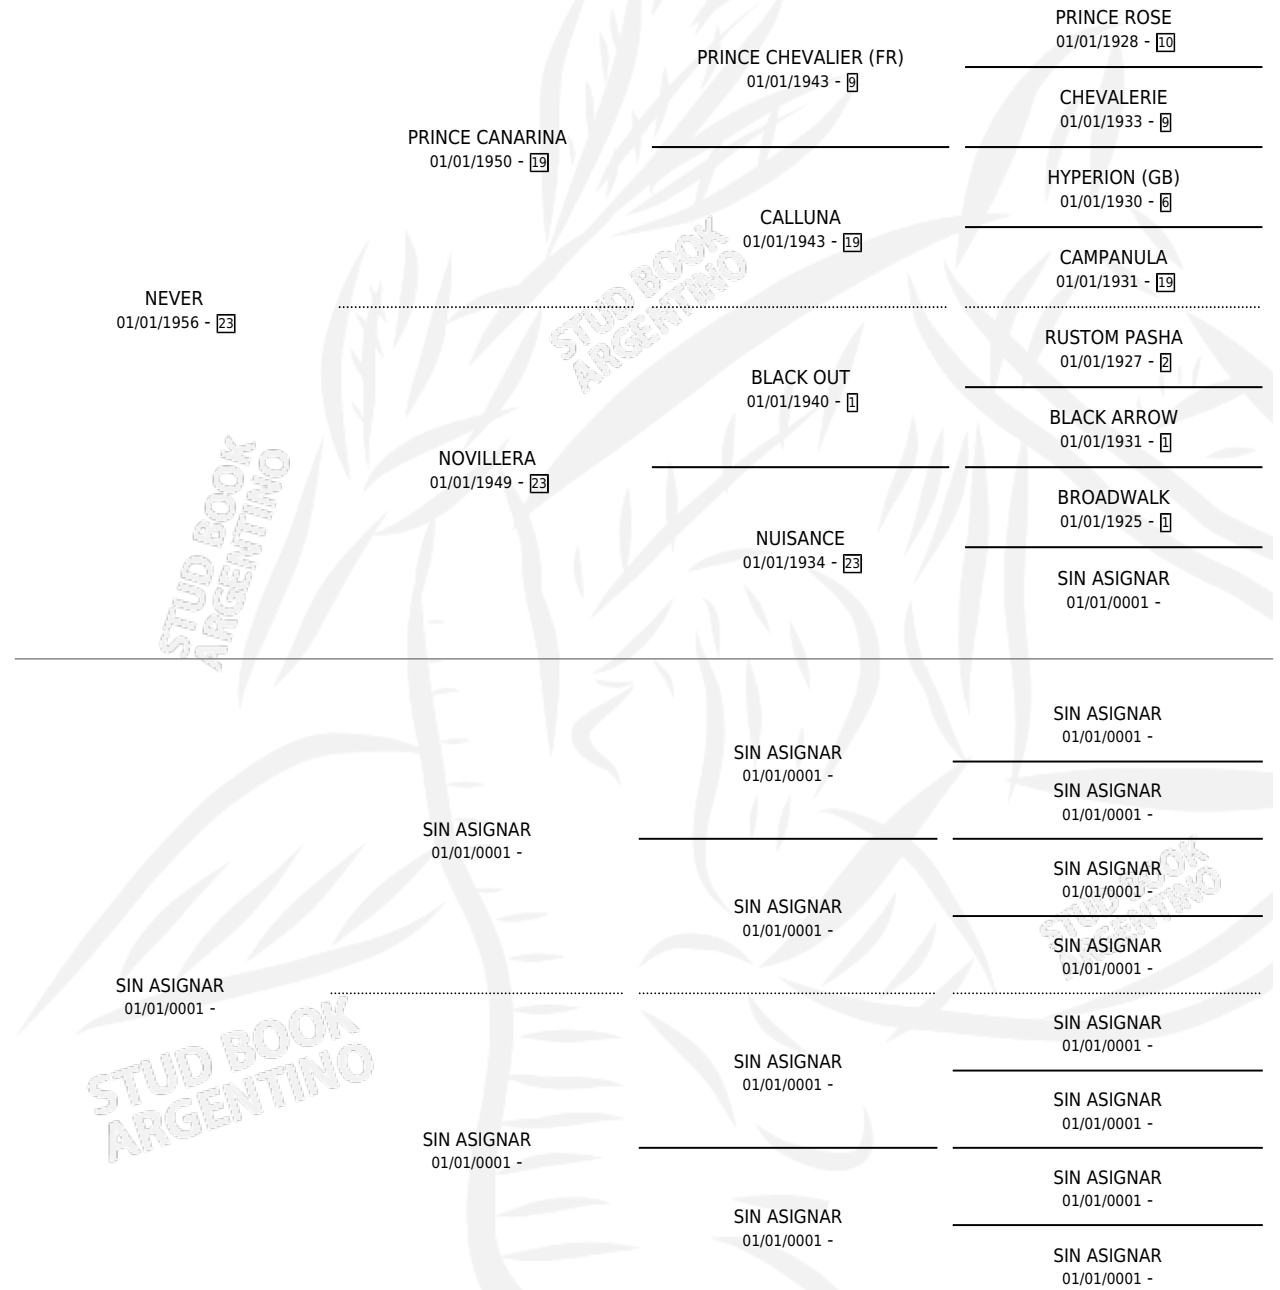 PRINCE ROSE
01/01/1928 - 10
PRINCE CHEVALIER (FR)
01/01/1943 - 9
CHEVALERIE
01/01/1933 - 9
PRINCE CANARINA
01/01/1950 - 19
HYPERION (GB)
01/01/1930 - 6
CALLUNA
01/01/1943 - 19
CAMPANULA
01/01/1931 - 19
NEVER
01/01/1956 - 23
RUSTOM PASHA
01/01/1927 - 2
BLACK OUT
01/01/1940 - 1
BLACK ARROW
01/01/1931 - 1
NOVILLERA
01/01/1949 - 23
BROADWALK
01/01/1925 - 1
NUISANCE
01/01/1934 - 23
SIN ASIGNAR
01/01/0001 -
SIN ASIGNAR
01/01/0001 -
SIN ASIGNAR
01/01/0001 -
SIN ASIGNAR
01/01/0001 -
SIN ASIGNAR
01/01/0001 -
SIN ASIGNAR
01/01/0001 -
SIN ASIGNAR
01/01/0001 -
SIN ASIGNAR
01/01/0001 -
SIN ASIGNAR
01/01/0001 -
SIN ASIGNAR
01/01/0001 -
SIN ASIGNAR
01/01/0001 -
SIN ASIGNAR
01/01/0001 -
SIN ASIGNAR
01/01/0001 -
SIN ASIGNAR
01/01/0001 -
SIN ASIGNAR
01/01/0001 -
SIN ASIGNAR
01/01/0001 -
STUD BOOK
ARGENTINO
STUD BOOK
ARGENTINO
STUD BOOK
ARGENTINO
STUD BOOK
ARGENTINO